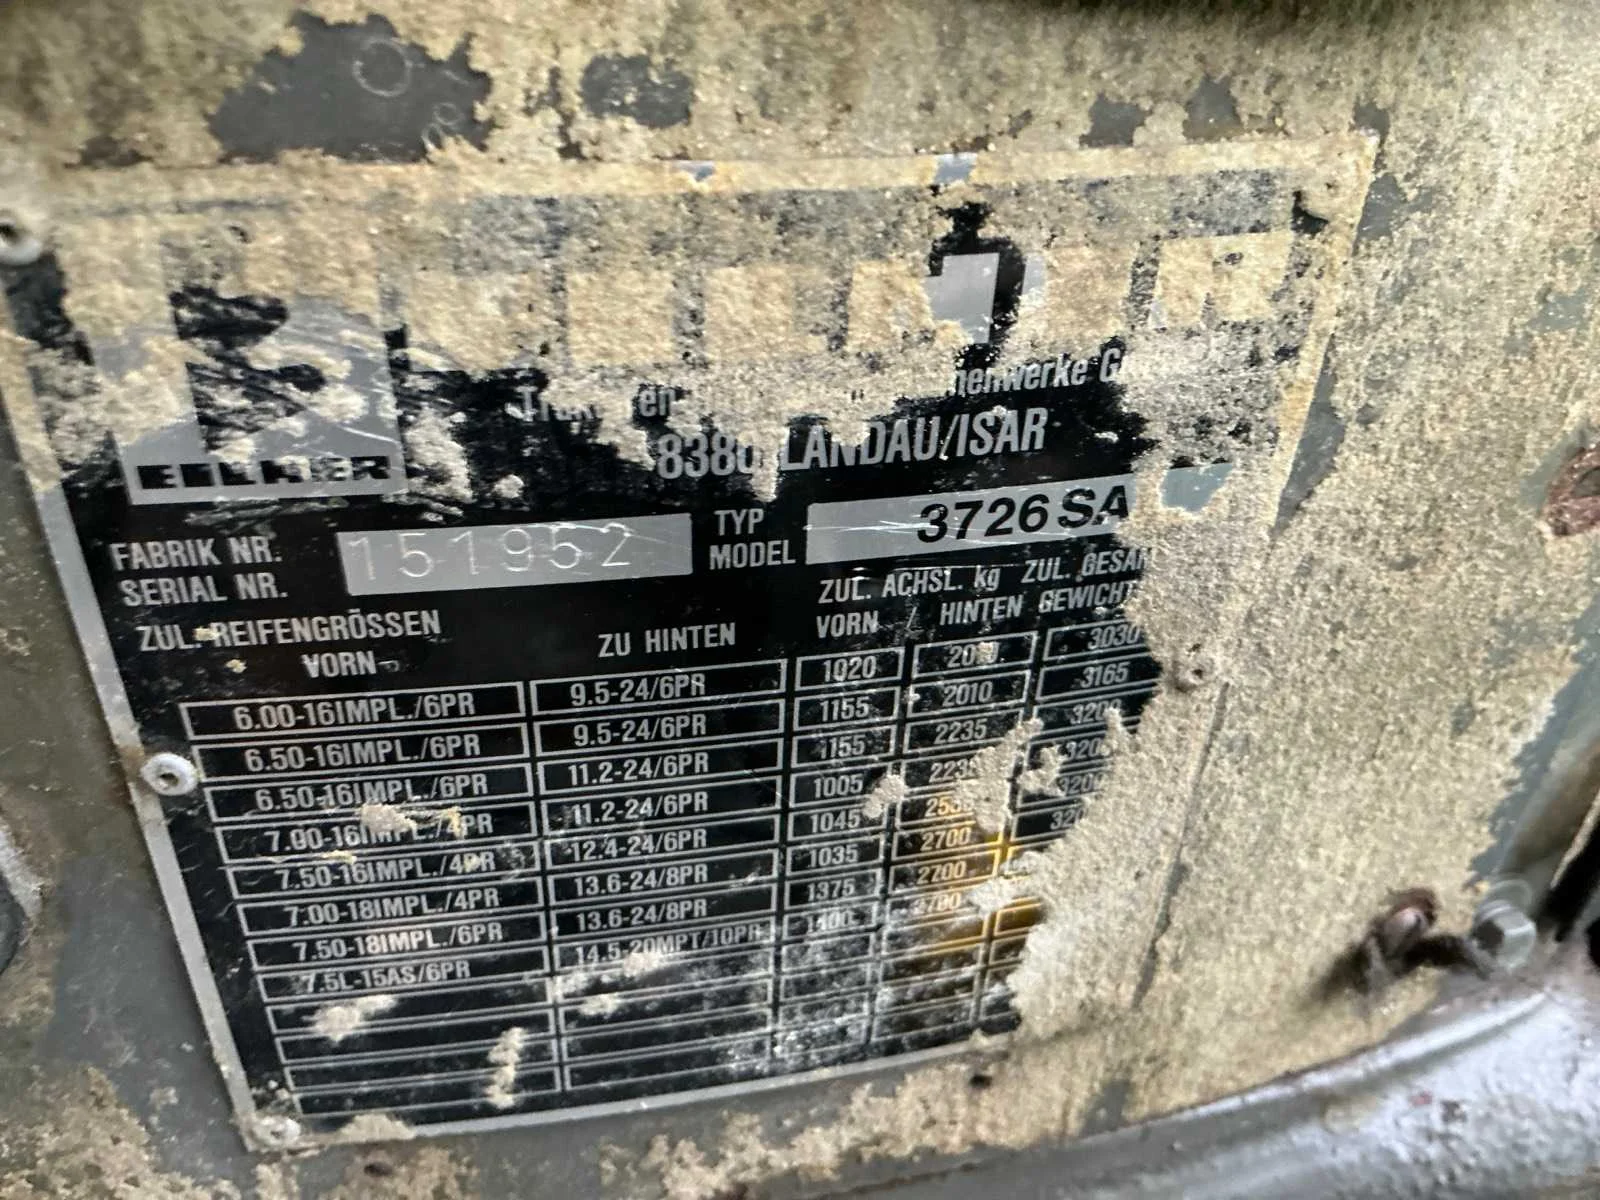 EICHER
8380 LANDAU/ISAR
FABRIK NR.
SERIAL NR.
151952
TYP
MODEL
3726 SA
ZUL. REIFENGRÖSSEN
VORN
ZU HINTEN
ZUL. ACHSL. kg
VORN / HINTEN
ZUL.
6.00-16IMPL./6PR 9.5-24/6PR 1020 2010 3030
6.50-16IMPL./6PR 9.5-24/6PR 1155 2010 3165
6.50-16IMPL./6PR 11.2-24/6PR 1155 2235 3200
7.00-16IMPL./4PR 11.2-24/6PR 1005
7.50-16IMPL./4PR 12.4-24/6PR 1045
7.00-18IMPL./4PR 13.6-24/8PR 1035 2700
7.50-18IMPL./6PR 13.6-24/8PR 1375 2700
7.5L-15AS/6PR 14.5-20MPT/10PR 1400 2700